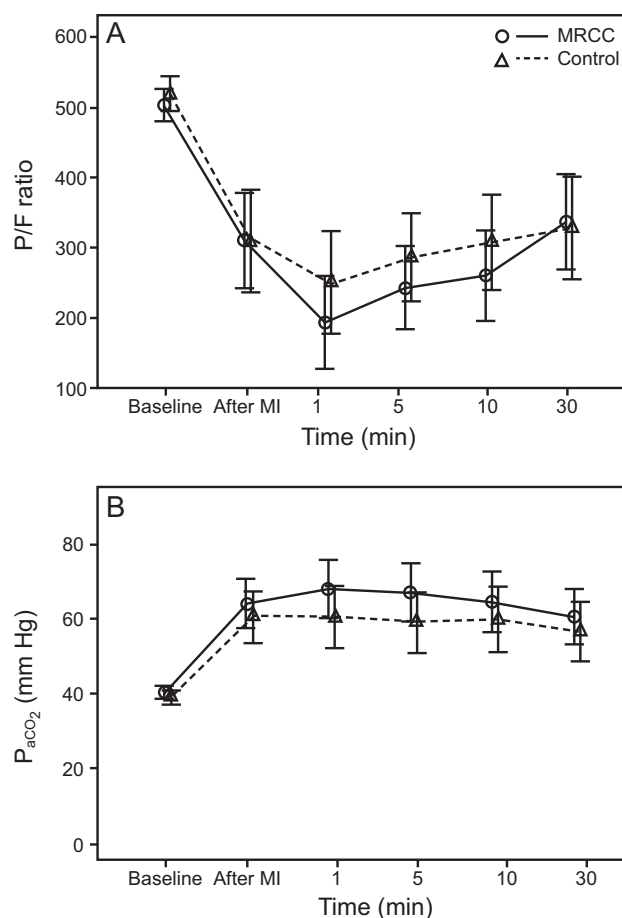 A
MRCC
Control
600
500
400
300
200
100
P/F ratio
Baseline After MI 1 5 10 30
Time (min)
B
80
60
40
20
0
PaCO2 (mm Hg)
Baseline After MI 1 5 10 30
Time (min)